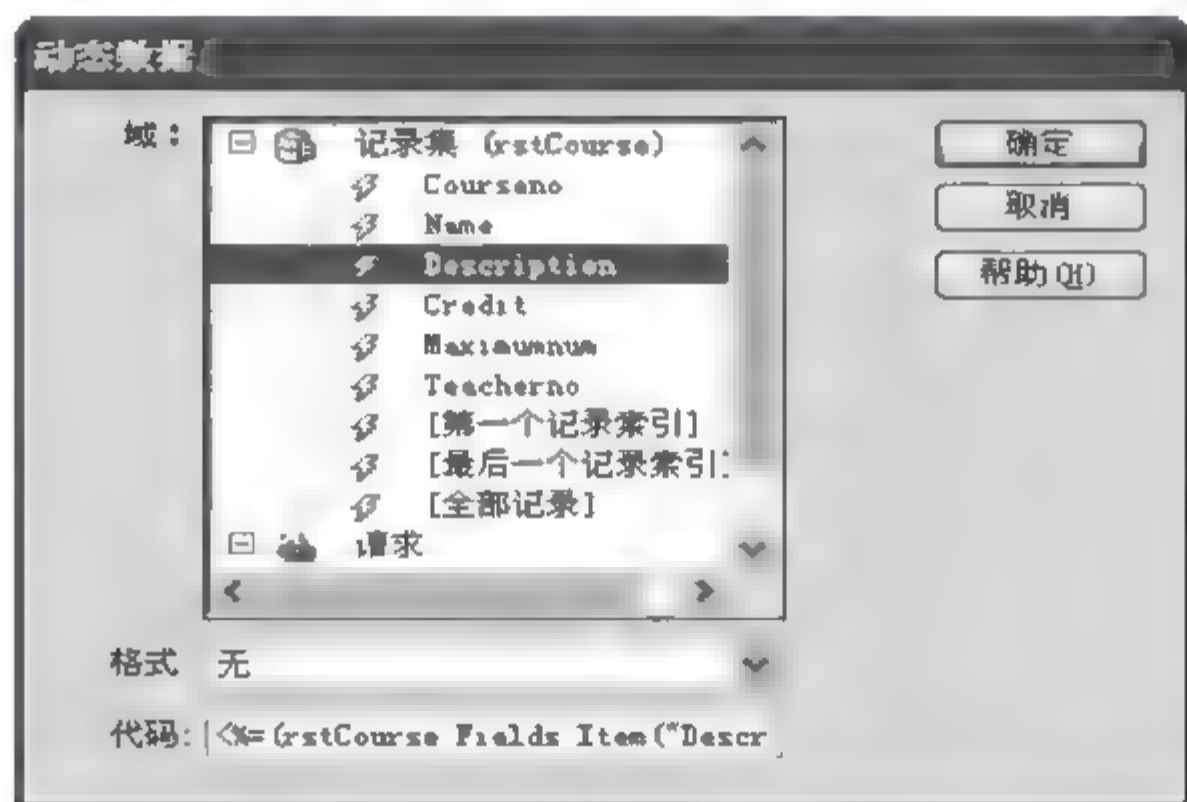 动态数据
域：
记录集 (rstCourse)
确定
Courseno
取消
Name
Description
帮助(H)
Credit
Maximumnum
Teacherno
[第一个记录索引]
[最后一个记录索引]
[全部记录]
请求
格式 无
代码: <%=(rstCourse Fields Item("Descr